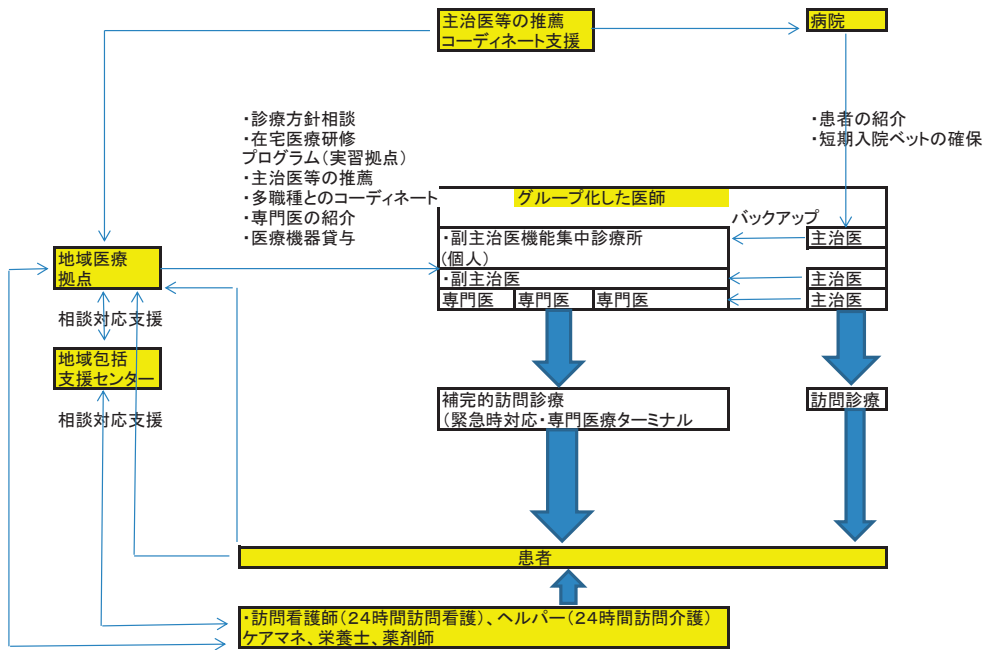 主治医等の推薦
コーディネート支援
病院
・診療方針相談
・在宅医療研修
プログラム(実習拠点)
・主治医等の推薦
・多職種とのコーディネート
・専門医の紹介
・医療機器貸与
・患者の紹介
・短期入院ベットの確保
グループ化した医師
バックアップ
・副主治医機能集中診療所
(個人)
主治医
・副主治医
主治医
専門医 専門医 専門医
主治医
地域医療
拠点
相談対応支援
地域包括
支援センター
相談対応支援
補完的訪問診療
(緊急時対応・専門医療ターミナル
訪問診療
患者
・訪問看護師(24時間訪問看護)、ヘルパー(24時間訪問介護)
ケアマネ、栄養士、薬剤師